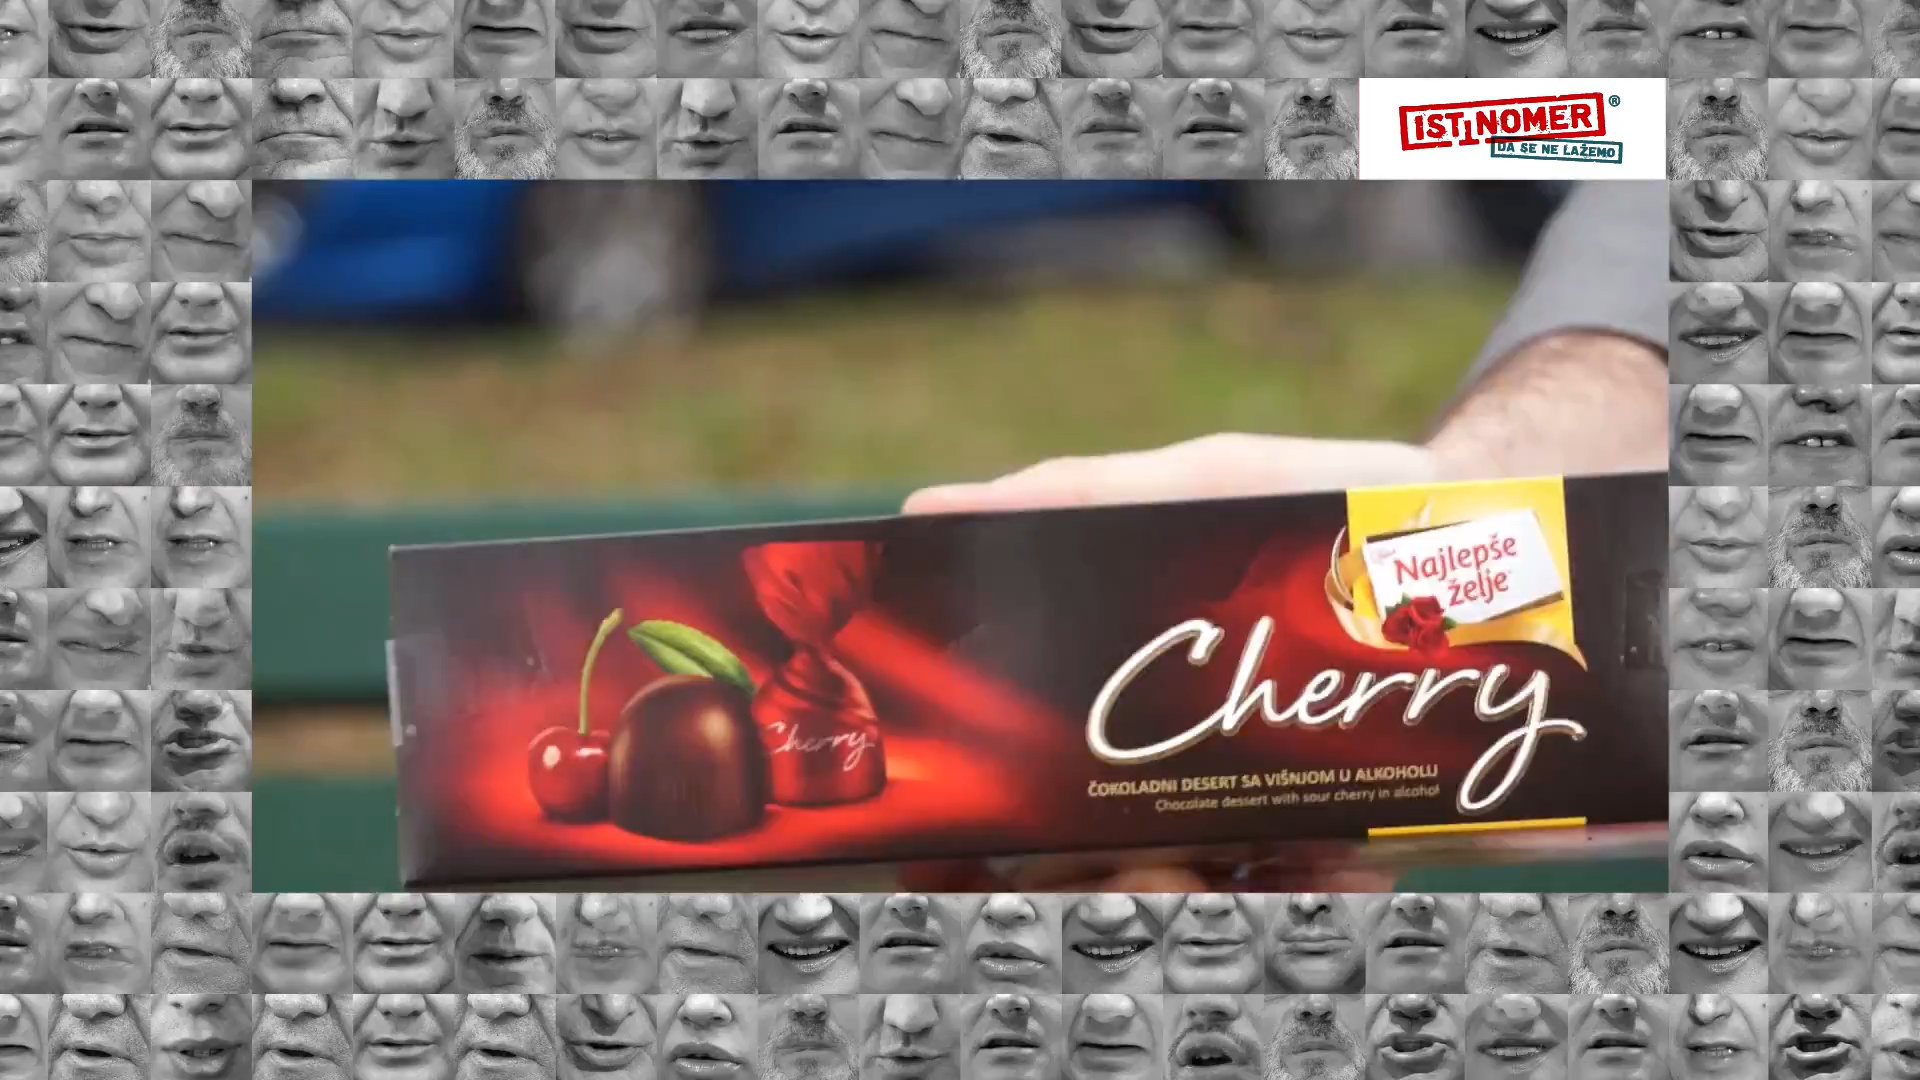 ISTINOMER®
DA SE NE LAŽEMO
Najlepše
želje
Cherry
Cherry
ČOKOLADNI DESERT SA VIŠNJOM U ALKOHOLU
Chocolate dessert with sour cherry in alcohol